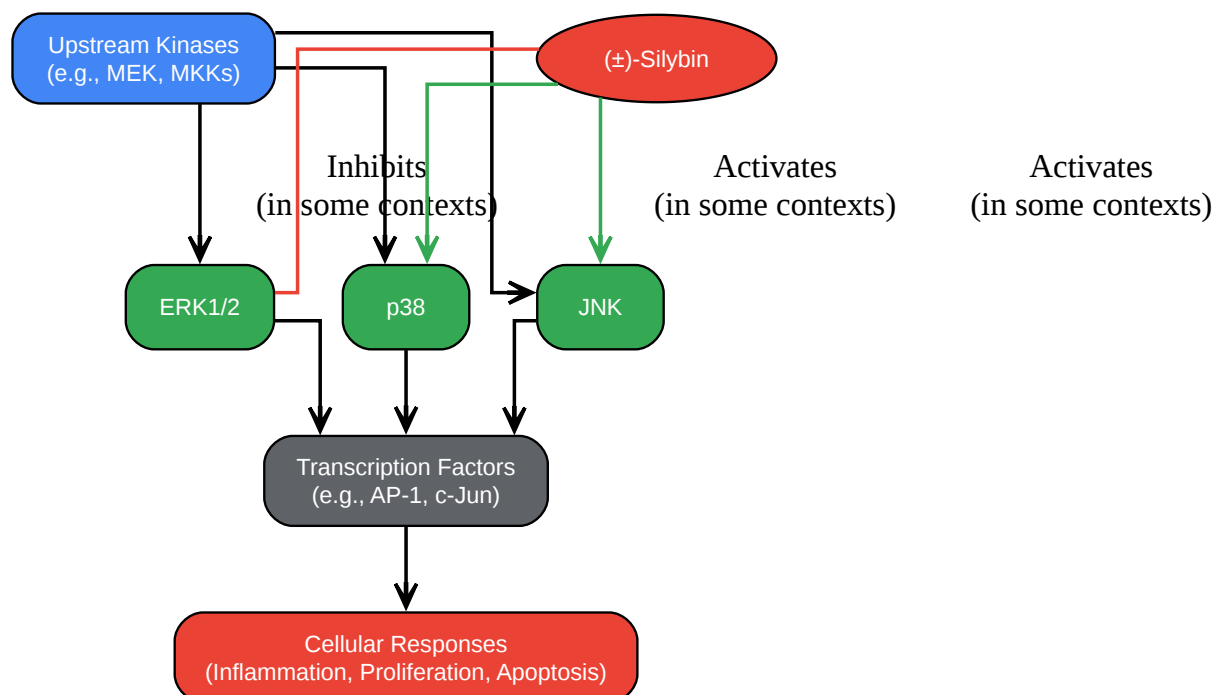 Upstream Kinases
(e.g., MEK, MKKs)
(±)-Silybin
Inhibits
(in some contexts)
Activates
(in some contexts)
Activates
(in some contexts)
ERK1/2
p38
JNK
Transcription Factors
(e.g., AP-1, c-Jun)
Cellular Responses
(Inflammation, Proliferation, Apoptosis)